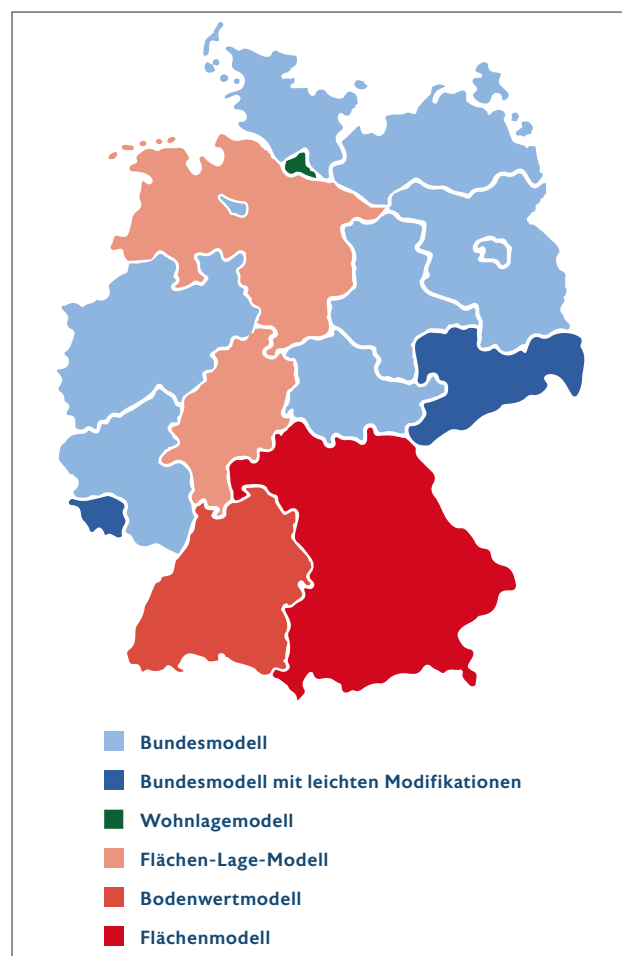 Bundesmodell
Bundesmodell mit leichten Modifikationen
Wohnlagemodell
Flächen-Lage-Modell
Bodenwertmodell
Flächenmodell